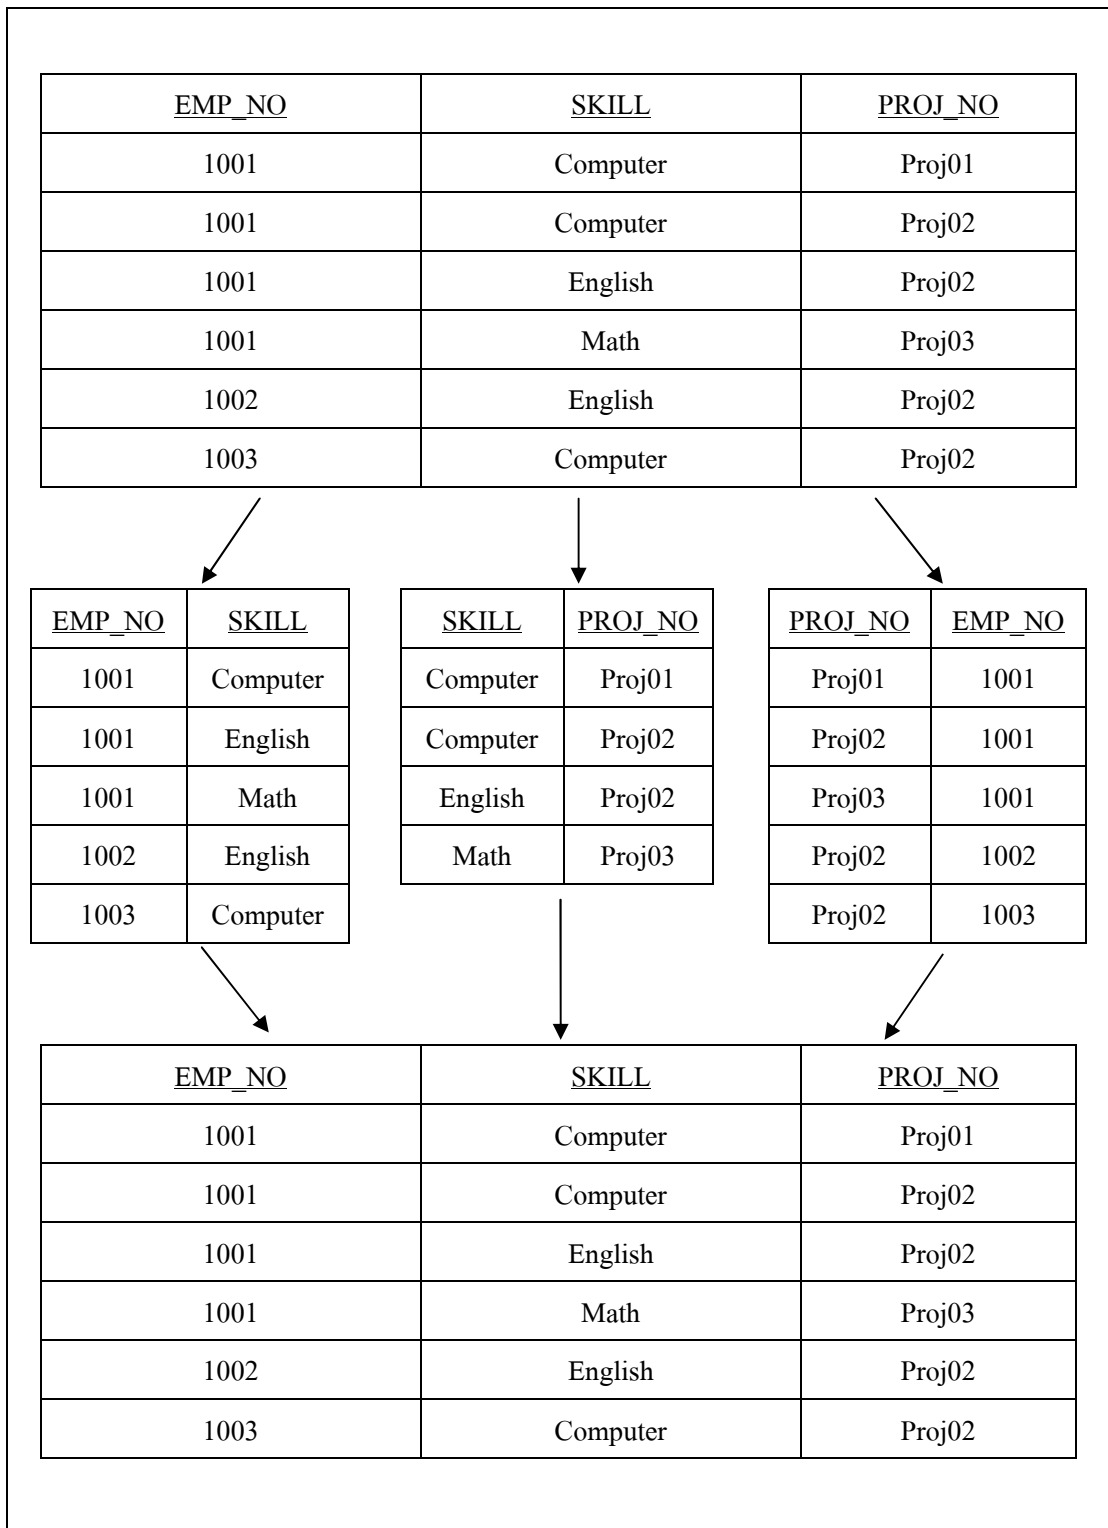 EMP_NO SKILL PROJ_NO
1001 Computer Proj01
1001 Computer Proj02
1001 English Proj02
1001 Math Proj03
1002 English Proj02
1003 Computer Proj02
EMP_NO SKILL
1001 Computer
1001 English
1001 Math
1002 English
1003 Computer
SKILL PROJ_NO
Computer Proj01
Computer Proj02
English Proj02
Math Proj03
PROJ_NO EMP_NO
Proj01 1001
Proj02 1001
Proj03 1001
Proj02 1002
Proj02 1003
EMP_NO SKILL PROJ_NO
1001 Computer Proj01
1001 Computer Proj02
1001 English Proj02
1001 Math Proj03
1002 English Proj02
1003 Computer Proj02